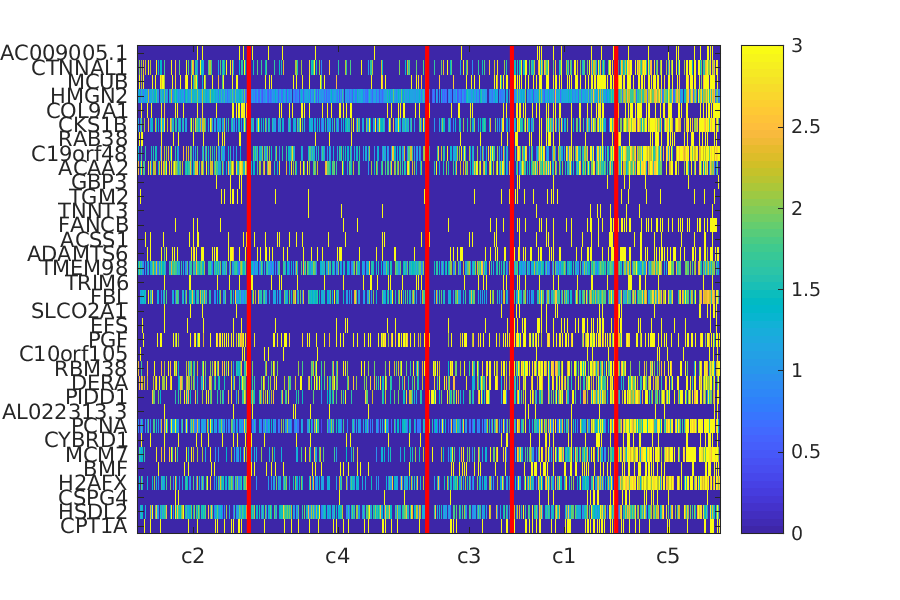 AC009005.1
CTNNAL1
MCUB
HMGN2
COL9A1
CKS1B
RAB38
C19orf48
ACAA2
GBP3
TGM2
TNNT3
FANCB
ACSS1
ADAMTS6
TMEM98
TRIM6
FBL
SLCO2A1
EFS
PGF
C10orf105
RBM38
DERA
PIDD1
AL022313.3
PCNA
CYBRD1
MCM7
BMF
H2AFX
CSPG4
HSDL2
CPT1A
c2 c4 c3 c1 c5
3
2.5
2
1.5
1
0.5
0